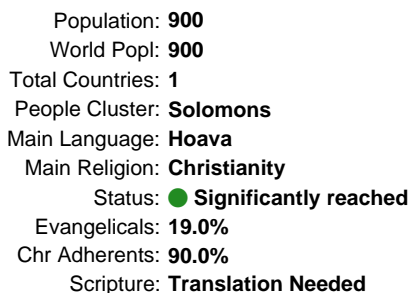 Population: 900
World Popl: 900
Total Countries: 1
People Cluster: Solomons
Main Language: Hoava
Main Religion: Christianity
Status: Significantly reached
Evangelicals: 19.0%
Chr Adherents: 90.0%
Scripture: Translation Needed